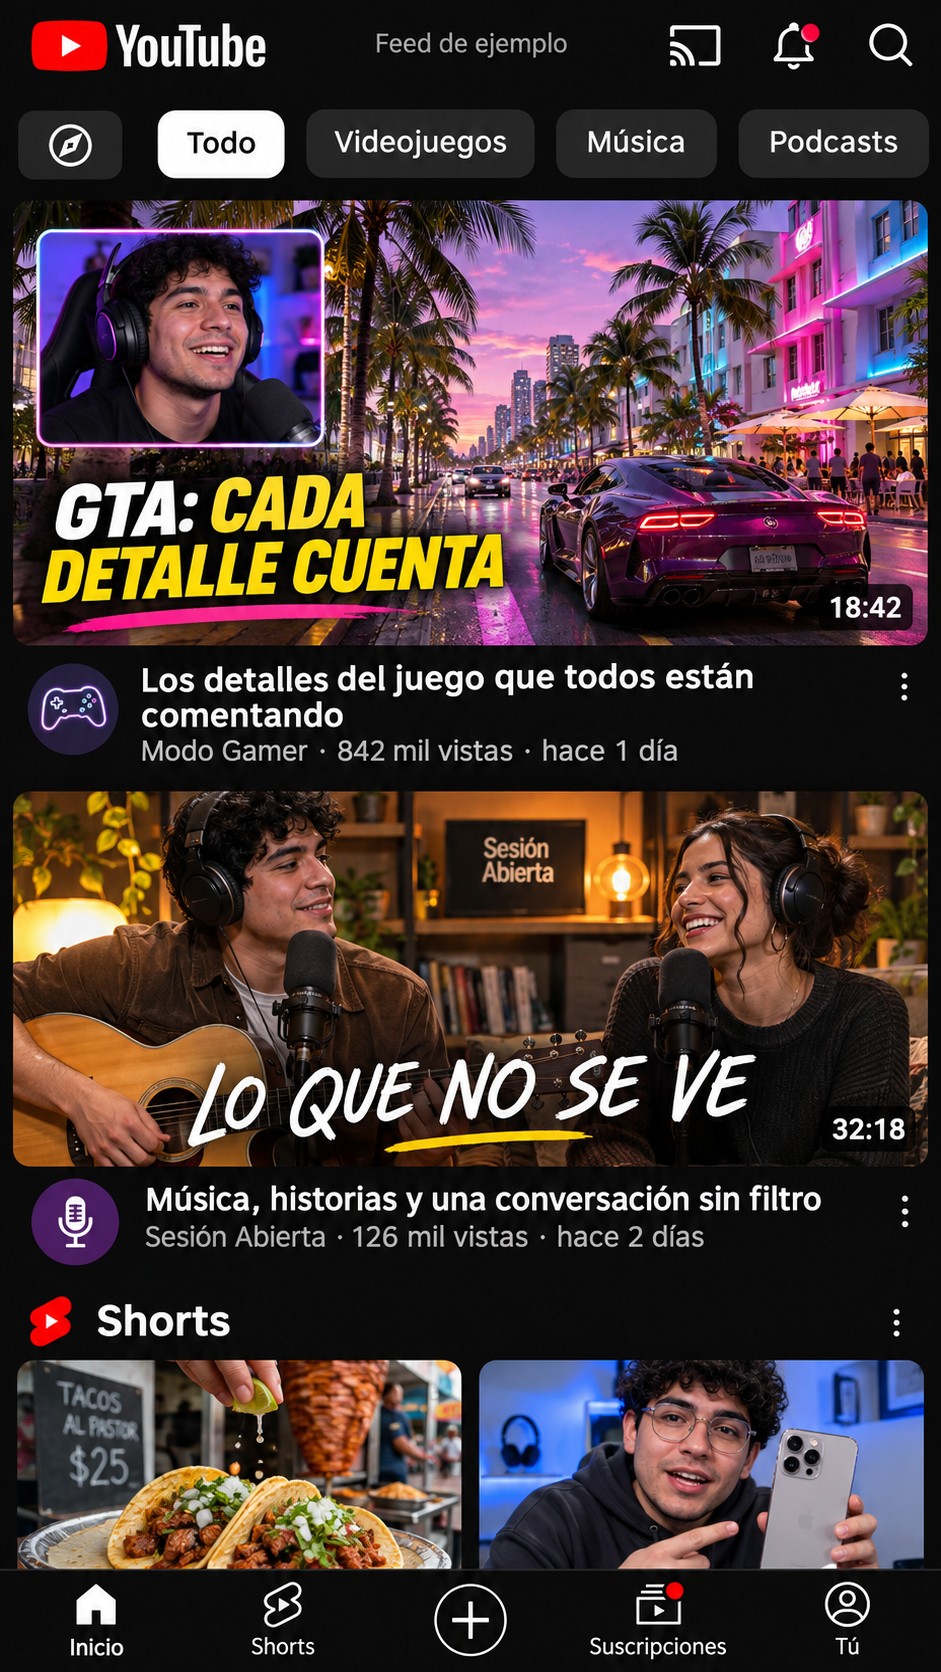 YouTube
Feed de ejemplo
Todo
Videojuegos
Música
Podcasts
GTA: CADA
DETALLE CUENTA
18:42
Los detalles del juego que todos están
comentando
Modo Gamer · 842 mil vistas · hace 1 día
Sesión
Abierta
LO QUE NO SE VE
32:18
Música, historias y una conversación sin filtro
Sesión Abierta · 126 mil vistas · hace 2 días
Shorts
TACOS
AL PASTOR
$25
Inicio
Shorts
Suscripciones
Tú